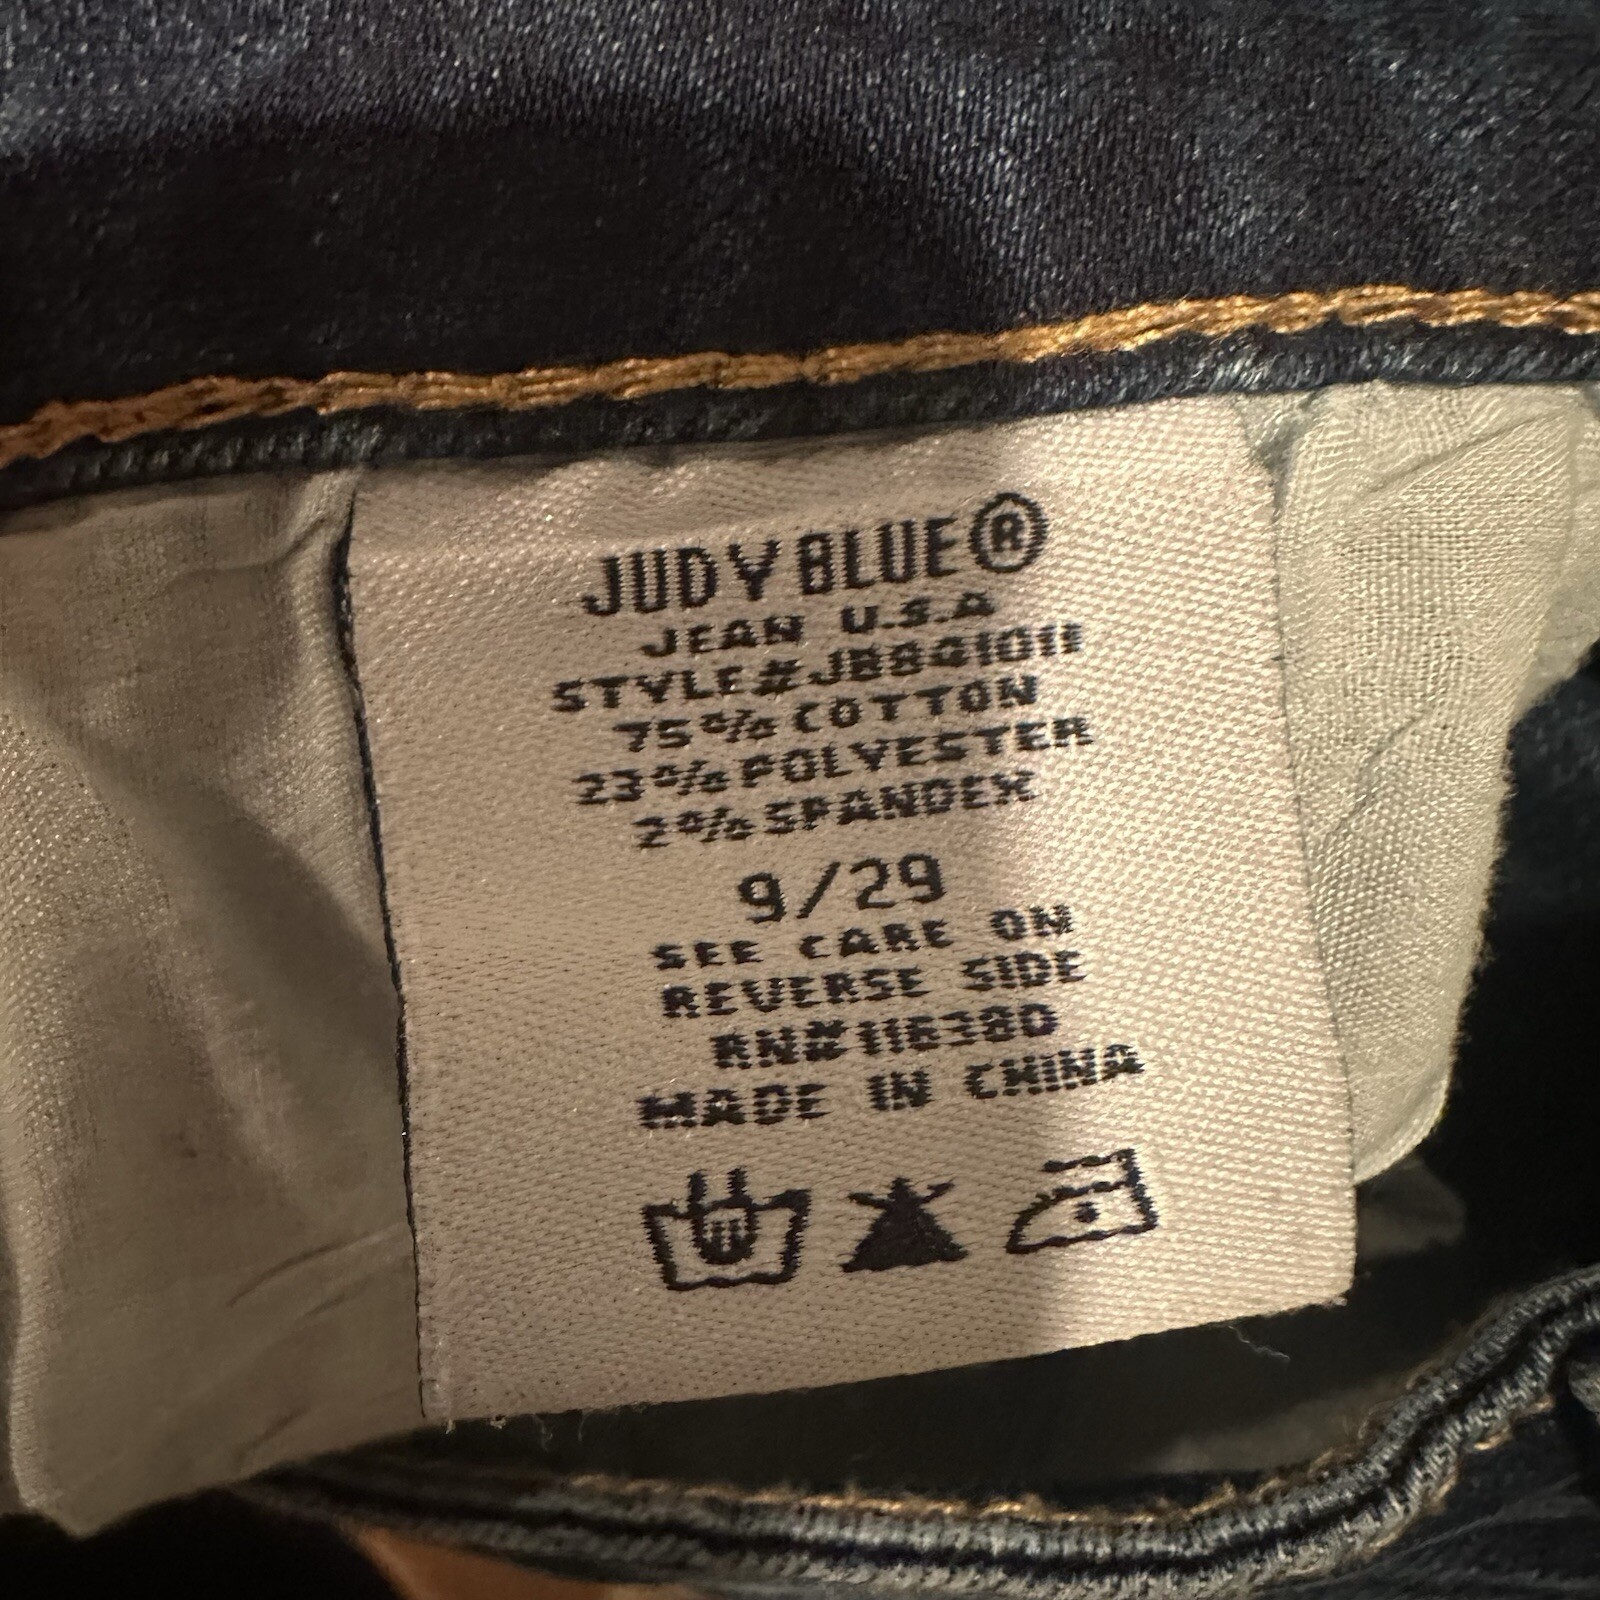 JUDY BLUE®
JEAN U.S.A
STYLE#JB841011
75% COTTON
23% POLYESTER
2% SPANDEX
9/29
SEE CARE ON
REVERSE SIDE
RN#116380
MADE IN CHINA